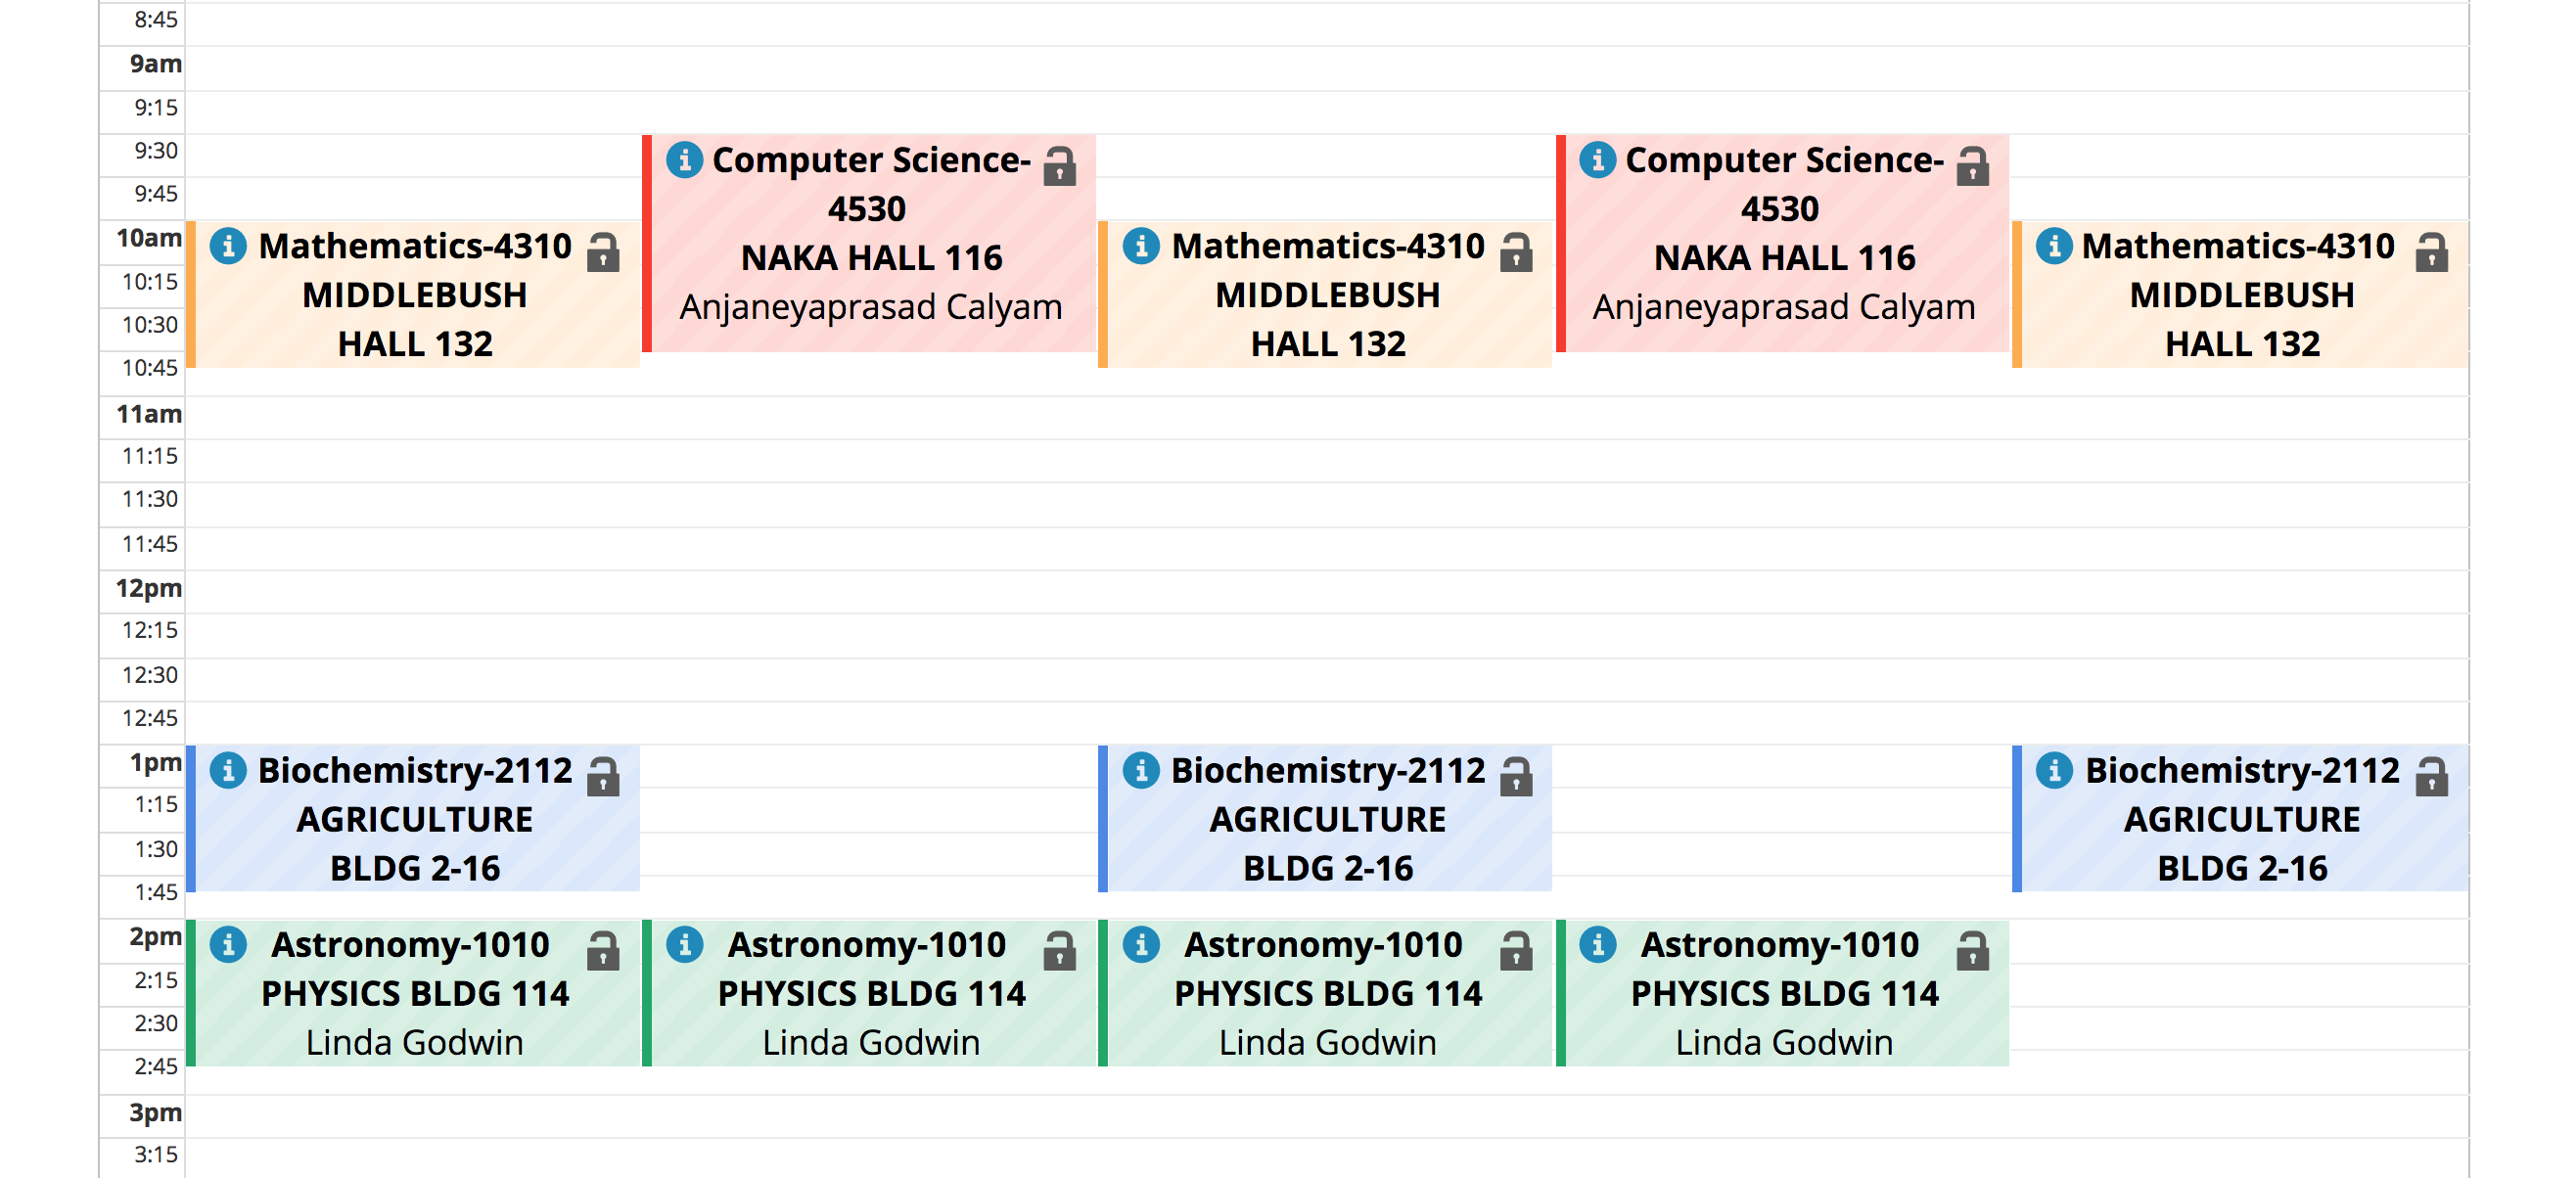 8:45
9am
9:15
9:30
9:45
10am
10:15
10:30
10:45
11am
11:15
11:30
11:45
12pm
12:15
12:30
12:45
1pm
1:15
1:30
1:45
2pm
2:15
2:30
2:45
3pm
3:15
Mathematics-4310
MIDDLEBUSH
HALL 132
Biochemistry-2112
AGRICULTURE
BLDG 2-16
Astronomy-1010
PHYSICS BLDG 114
Linda Godwin
Computer Science-
4530
NAKA HALL 116
Anjaneyaprasad Calyam
Astronomy-1010
PHYSICS BLDG 114
Linda Godwin
Mathematics-4310
MIDDLEBUSH
HALL 132
Biochemistry-2112
AGRICULTURE
BLDG 2-16
Astronomy-1010
PHYSICS BLDG 114
Linda Godwin
Computer Science-
4530
NAKA HALL 116
Anjaneyaprasad Calyam
Astronomy-1010
PHYSICS BLDG 114
Linda Godwin
Mathematics-4310
MIDDLEBUSH
HALL 132
Biochemistry-2112
AGRICULTURE
BLDG 2-16